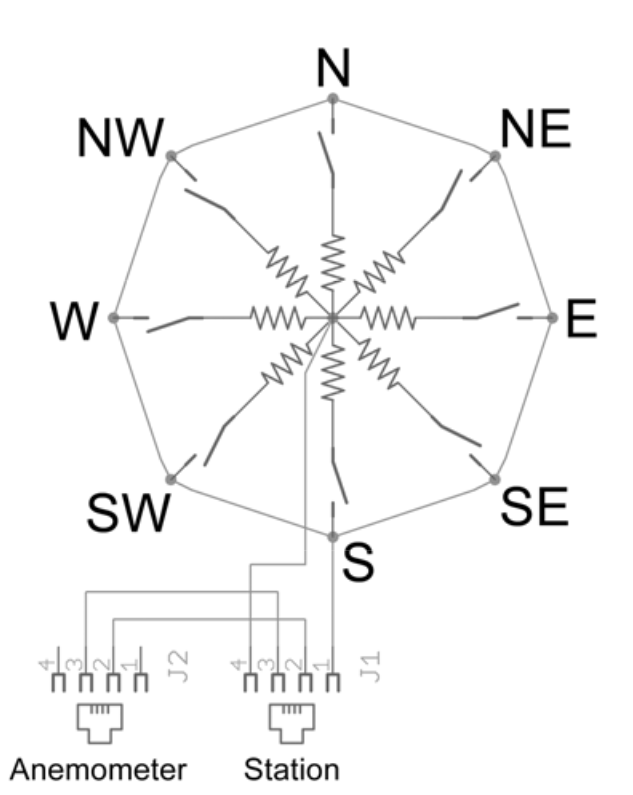 N
NW NE
W E
SW SE
S
4 3 2 1 J2 4 3 2 1 J1
Anemometer Station